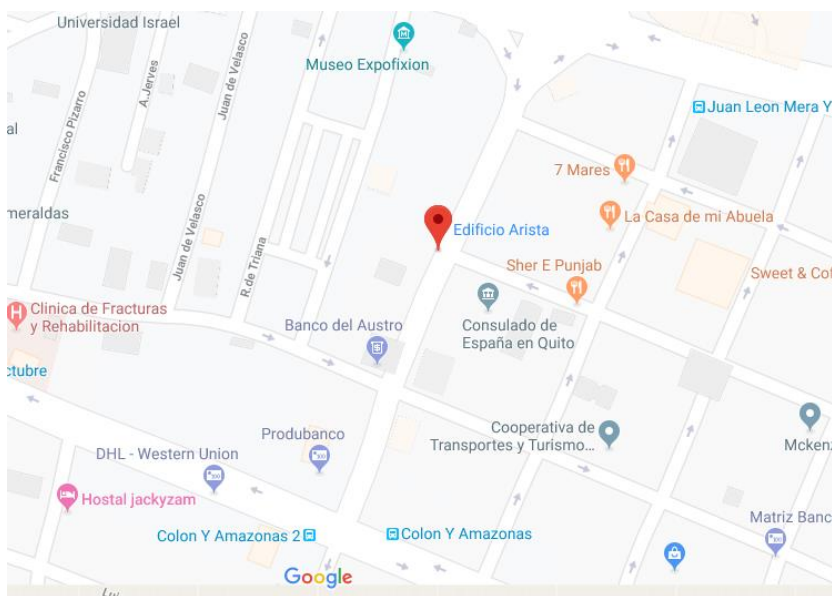 Universidad Israel
Museo Expofixion
A.Jerves
Juan de Velasco
Francisco Pizarro
al
Juan Leon Mera Y
7 Mares
meraldas
La Casa de mi Abuela
Edificio Arista
Juan de Velasco
R.de Triana
Sher E Punjab
Sweet & Cof
Clinica de Fracturas
y Rehabilitacion
Banco del Austro
Consulado de
España en Quito
ctubre
Cooperativa de
Transportes y Turismo...
Produbanco
Mcken
DHL - Western Union
Hostal jackyzam
Matriz Banc
Colon Y Amazonas 2
Colon Y Amazonas
Google